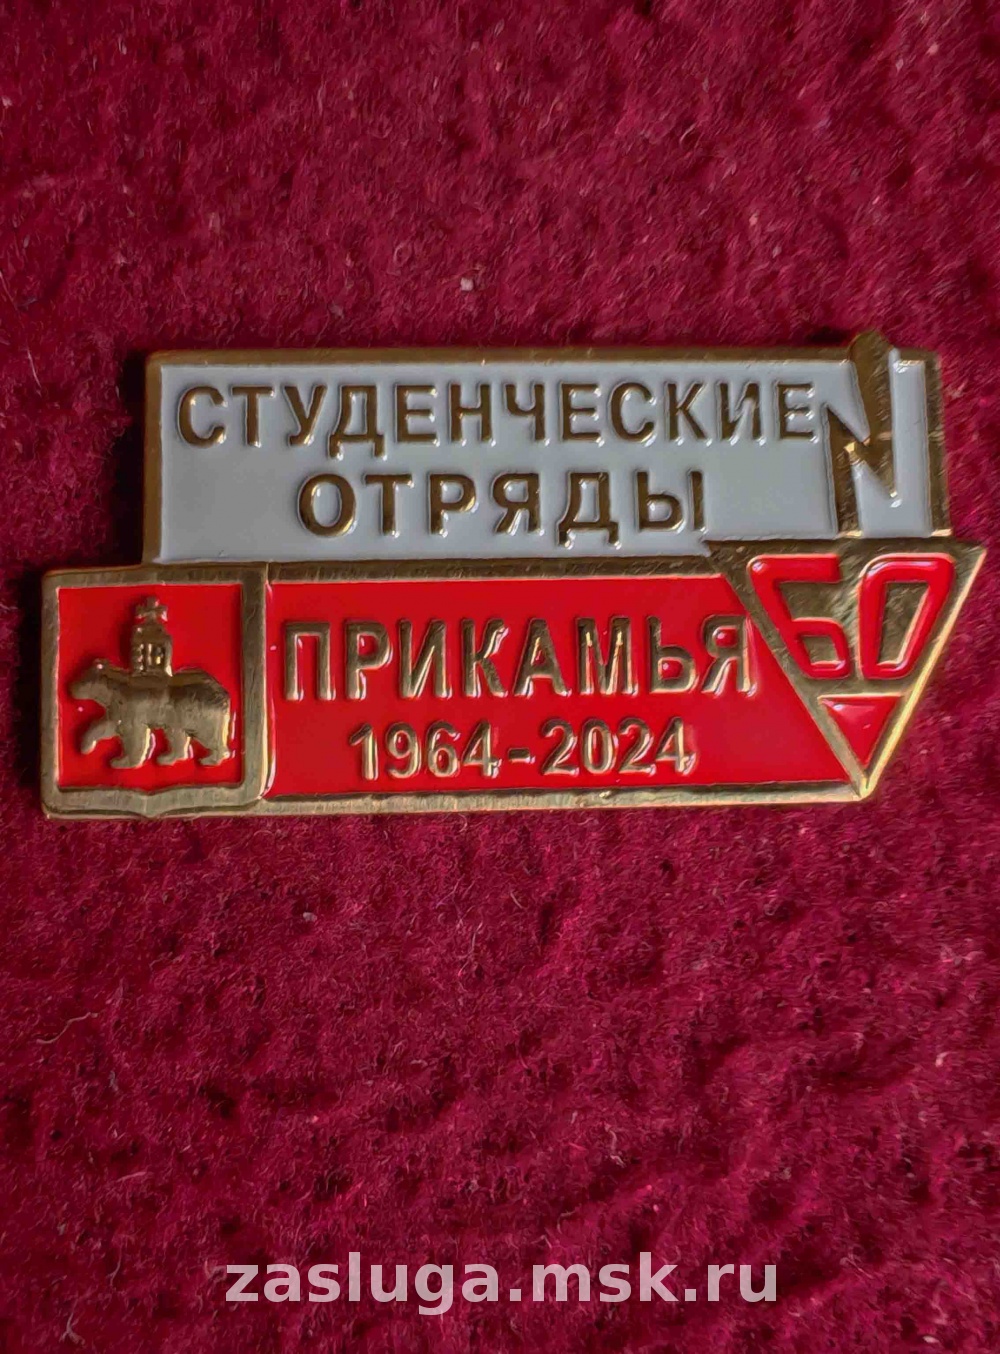 СТУДЕНЧЕСКИЕ
ОТРЯДЫ
60
ПРИКАМЬЯ
1964-2024
zasluga.msk.ru